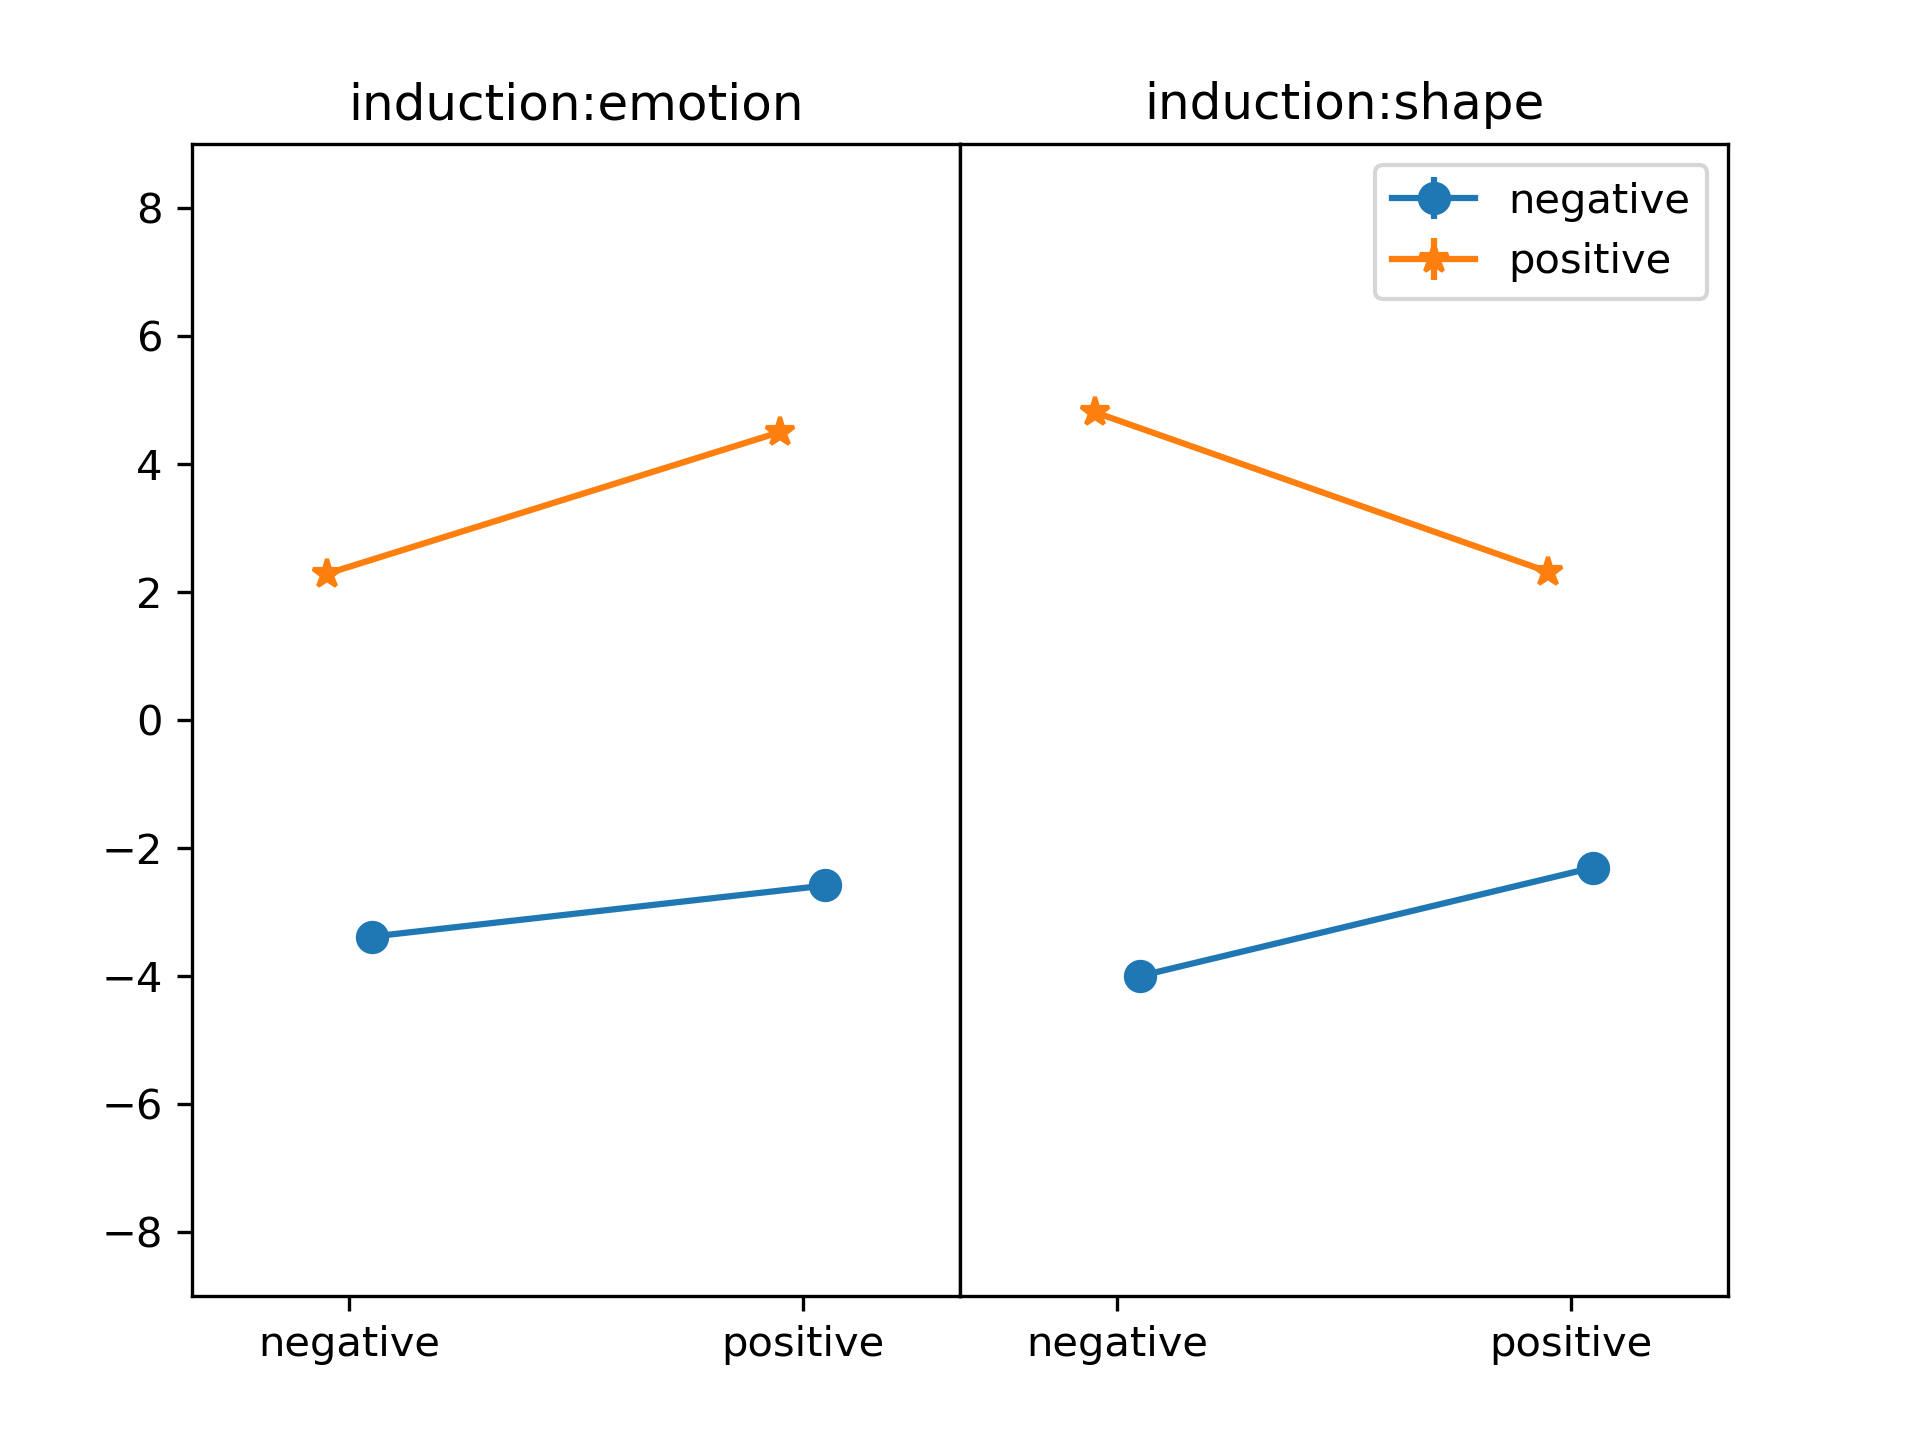 induction:emotion
induction:shape
negative
positive
8
6
4
2
0
−2
−4
−6
−8
negative
positive
negative
positive